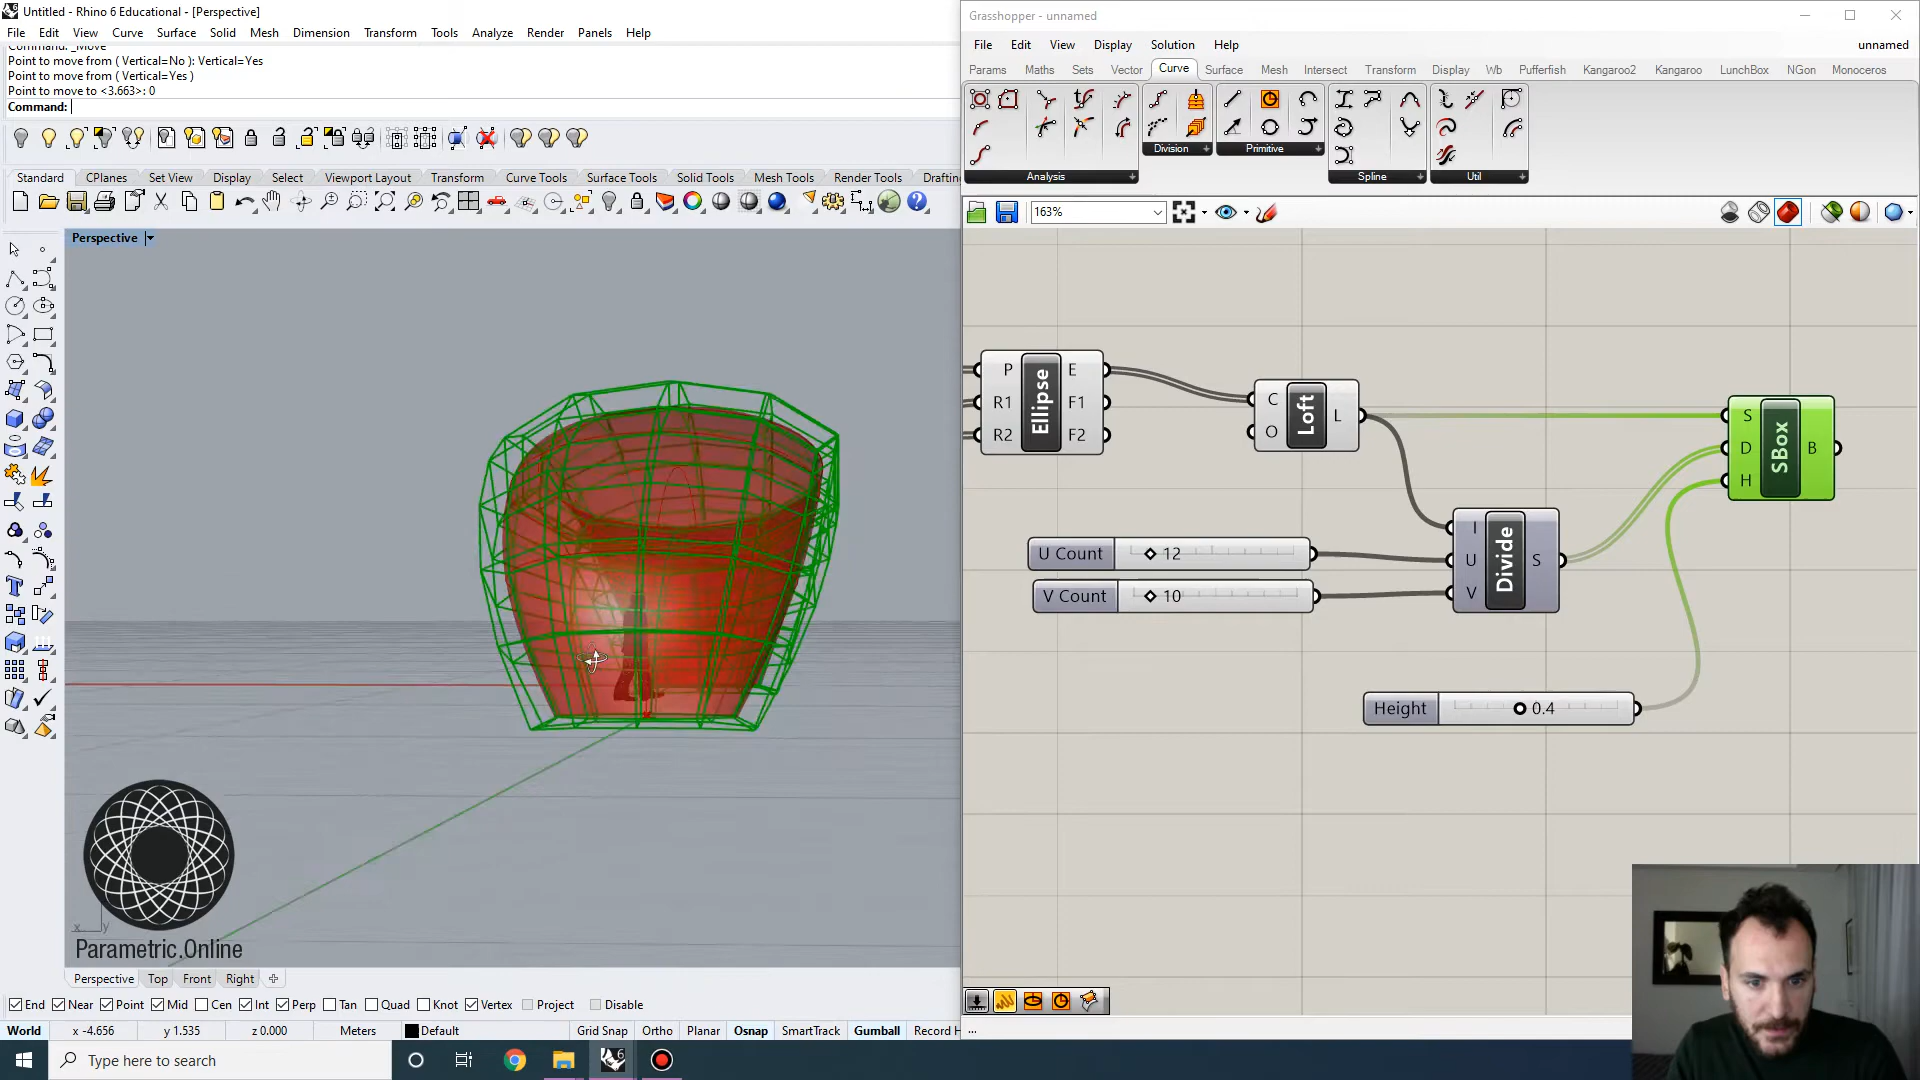 Untitled - Rhino 6 Educational - [Perspective]
File Edit View Curve Surface Solid Mesh Dimension Transform Tools Analyze Render Panels Help
Command: _Move
Point to move from ( Vertical=No ): Vertical=Yes
Point to move from ( Vertical=Yes )
Point to move to <3.663>: 0
Command:
Standard CPlanes Set View Display Select Viewport Layout Transform Curve Tools Surface Tools Solid Tools Mesh Tools Render Tools Draftin
Perspective
Parametric.Online
x y
Perspective Top Front Right
End Near Point Mid Cen Int Perp Tan Quad Knot Vertex Project Disable
World x -4.656 y 1.535 z 0.000 Meters Default Grid Snap Ortho Planar Osnap SmartTrack Gumball Record H
Type here to search
Grasshopper - unnamed
File Edit View Display Solution Help unnamed
Params Maths Sets Vector Curve Surface Mesh Intersect Transform Display Wb Pufferfish Kangaroo2 Kangaroo LunchBox NGon Monoceros
Analysis Division Primitive Spline Util
163%
P R1 R2 Ellipse E F1 F2
C O Loft L
S D H SBox B
I U V Divide S
U Count 12
V Count 10
Height 0.4
...